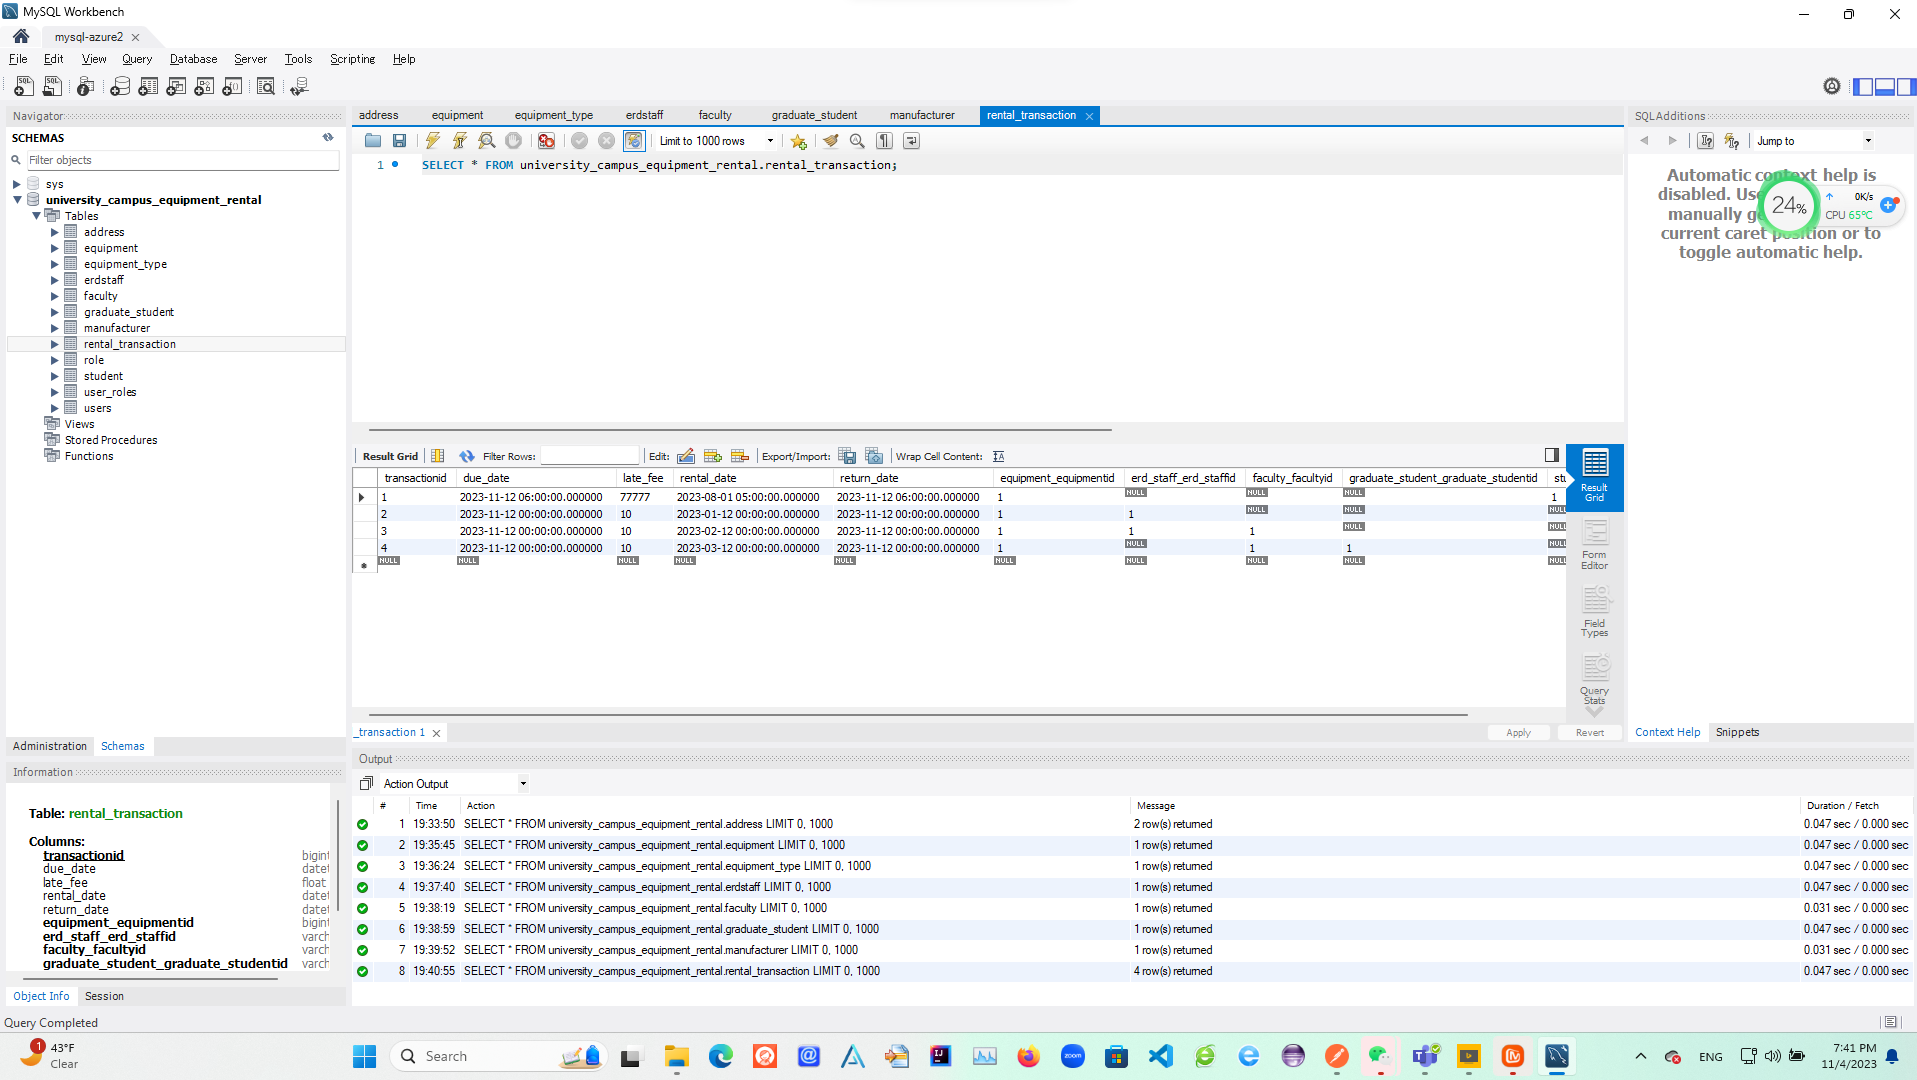 MySQL Workbench
mysql-azure2
File Edit View Query Database Server Tools Scripting Help
Navigator
SCHEMAS
Filter objects
sys
university_campus_equipment_rental
Tables
address
equipment
equipment_type
erdstaff
faculty
graduate_student
manufacturer
rental_transaction
role
student
user_roles
users
Views
Stored Procedures
Functions
Administration Schemas
Information
Table: rental_transaction
Columns:
transactionid bigint
due_date datet
late_fee float
rental_date datet
return_date datet
equipment_equipmentid bigint
erd_staff_erd_staffid varch
faculty_facultyid varch
graduate_student_graduate_studentid varch
Object Info Session
Query Completed
address equipment equipment_type erdstaff faculty graduate_student manufacturer rental_transaction
Limit to 1000 rows
1 SELECT * FROM university_campus_equipment_rental.rental_transaction;
Result Grid Filter Rows: Edit: Export/Import: Wrap Cell Content:
transactionid due_date late_fee rental_date return_date equipment_equipmentid erd_staff_erd_staffid faculty_facultyid graduate_student_graduate_studentid stu
1 2023-11-12 06:00:00.000000 77777 2023-08-01 05:00:00.000000 2023-11-12 06:00:00.000000 1 NULL NULL NULL 1
2 2023-11-12 00:00:00.000000 10 2023-01-12 00:00:00.000000 2023-11-12 00:00:00.000000 1 1 NULL NULL NULL
3 2023-11-12 00:00:00.000000 10 2023-02-12 00:00:00.000000 2023-11-12 00:00:00.000000 1 1 1 NULL NULL
4 2023-11-12 00:00:00.000000 10 2023-03-12 00:00:00.000000 2023-11-12 00:00:00.000000 1 NULL 1 1 NULL
NULL NULL NULL NULL NULL NULL NULL NULL NULL NULL
Result Grid
Form Editor
Field Types
Query Stats
_transaction 1 Apply Revert
SQLAdditions
Jump to
Automatic context help is
disabled. Use
manually ge
current caret position or to
toggle automatic help.
24%
0K/s
CPU 65°C
Context Help Snippets
Output
Action Output
# Time Action Message Duration / Fetch
1 19:33:50 SELECT * FROM university_campus_equipment_rental.address LIMIT 0, 1000 2 row(s) returned 0.047 sec / 0.000 sec
2 19:35:45 SELECT * FROM university_campus_equipment_rental.equipment LIMIT 0, 1000 1 row(s) returned 0.047 sec / 0.000 sec
3 19:36:24 SELECT * FROM university_campus_equipment_rental.equipment_type LIMIT 0, 1000 1 row(s) returned 0.047 sec / 0.000 sec
4 19:37:40 SELECT * FROM university_campus_equipment_rental.erdstaff LIMIT 0, 1000 1 row(s) returned 0.047 sec / 0.000 sec
5 19:38:19 SELECT * FROM university_campus_equipment_rental.faculty LIMIT 0, 1000 1 row(s) returned 0.031 sec / 0.000 sec
6 19:38:59 SELECT * FROM university_campus_equipment_rental.graduate_student LIMIT 0, 1000 1 row(s) returned 0.047 sec / 0.000 sec
7 19:39:52 SELECT * FROM university_campus_equipment_rental.manufacturer LIMIT 0, 1000 1 row(s) returned 0.031 sec / 0.000 sec
8 19:40:55 SELECT * FROM university_campus_equipment_rental.rental_transaction LIMIT 0, 1000 4 row(s) returned 0.047 sec / 0.000 sec
1
43°F
Clear
Search
zoom
ENG
7:41 PM
11/4/2023